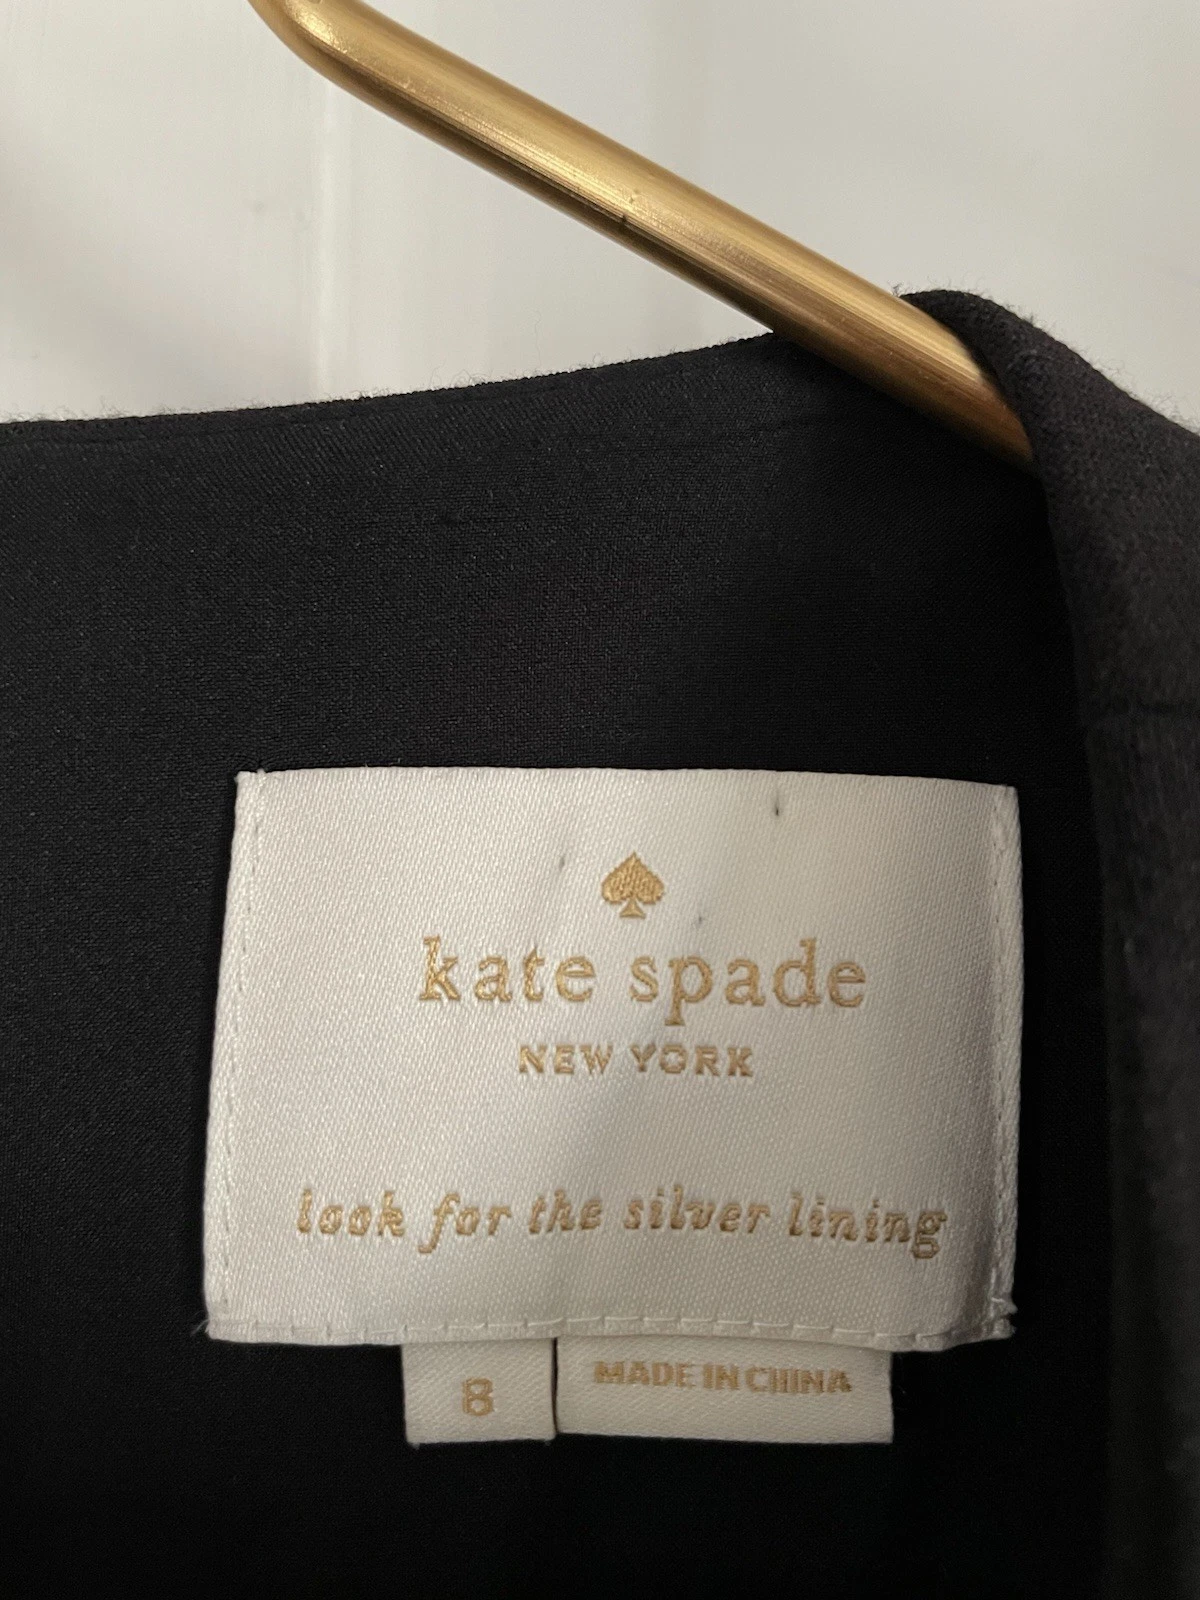 kate spade
NEW YORK
look for the silver lining
8
MADE IN CHINA